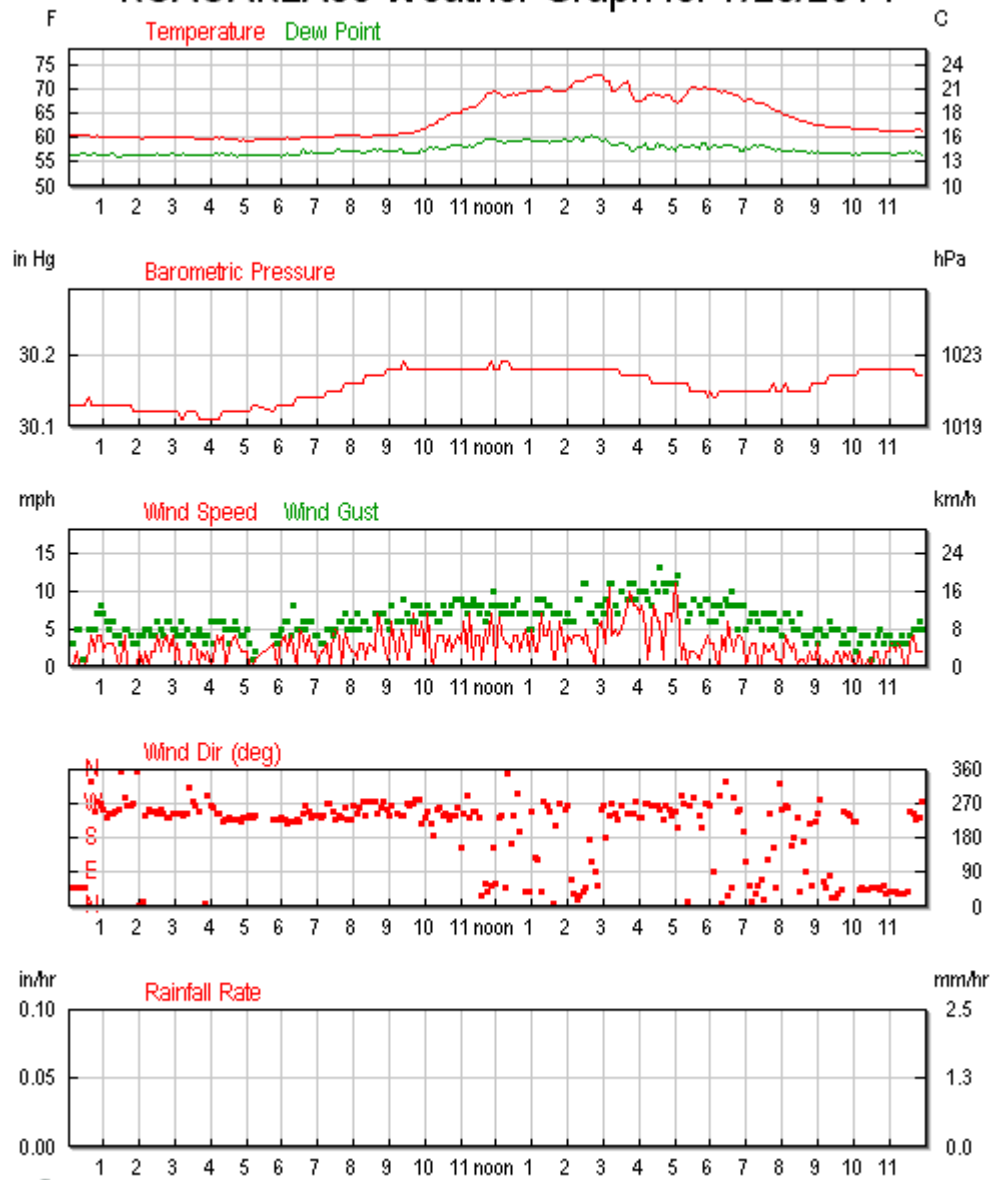 Weather Graph for
F C
Temperature Dew Point
75 24
70 21
65 18
60 16
55 13
50 10
1 2 3 4 5 6 7 8 9 10 11 noon 1 2 3 4 5 6 7 8 9 10 11
in Hg hPa
Barometric Pressure
30.2 1023
30.1 1019
1 2 3 4 5 6 7 8 9 10 11 noon 1 2 3 4 5 6 7 8 9 10 11
mph km/h
Wind Speed Wind Gust
15 24
10 16
5 8
0 0
1 2 3 4 5 6 7 8 9 10 11 noon 1 2 3 4 5 6 7 8 9 10 11
Wind Dir (deg)
N 360
W 270
S 180
E 90
N 0
1 2 3 4 5 6 7 8 9 10 11 noon 1 2 3 4 5 6 7 8 9 10 11
in/hr mm/hr
Rainfall Rate
0.10 2.5
0.05 1.3
0.00 0.0
1 2 3 4 5 6 7 8 9 10 11 noon 1 2 3 4 5 6 7 8 9 10 11